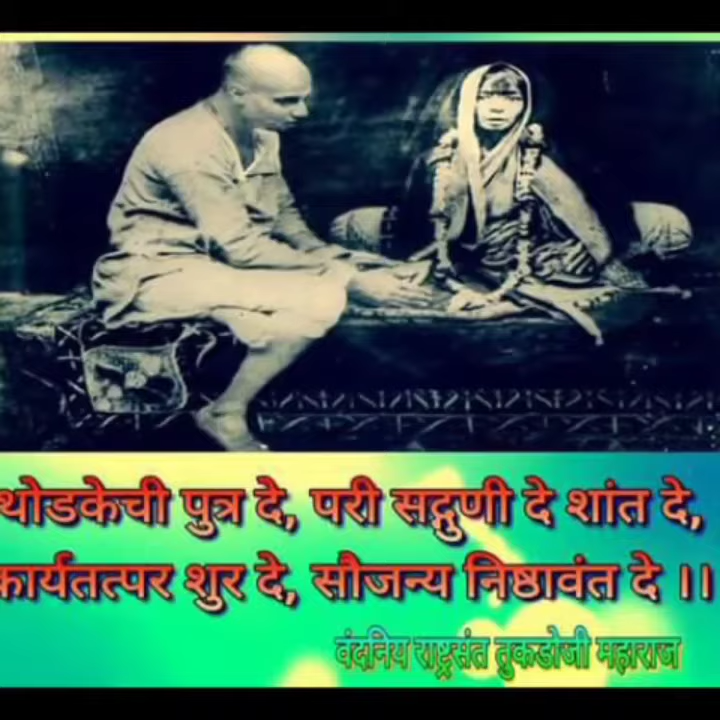 थोडकेची पुत्र दे, परी सद्गुणी दे शांत दे,
कार्यतत्पर शुर दे, सौजन्य निष्ठावंत दे ।।
वंदनिय राष्ट्रसंत तुकडोजी महाराज